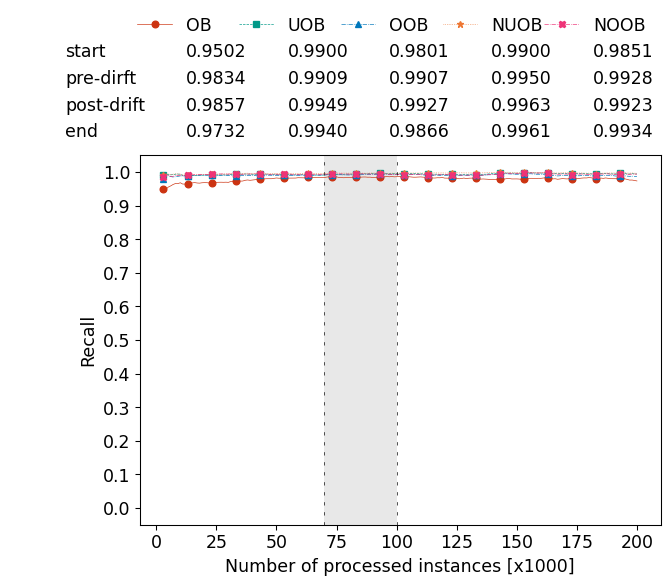 OB UOB OOB NUOB NOOB
start 0.9502 0.9900 0.9801 0.9900 0.9851
pre-dirft 0.9834 0.9909 0.9907 0.9950 0.9928
post-drift 0.9857 0.9949 0.9927 0.9963 0.9923
end 0.9732 0.9940 0.9866 0.9961 0.9934
1.0
0.9
0.8
0.7
0.6
0.5
0.4
0.3
0.2
0.1
0.0
Recall
0 25 50 75 100 125 150 175 200
Number of processed instances [x1000]